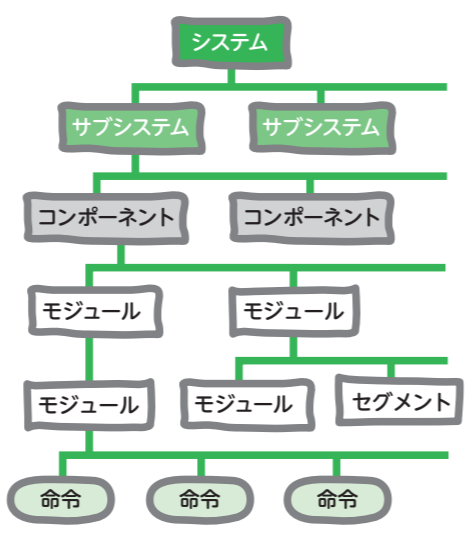 システム
サブシステム
サブシステム
コンポーネント
コンポーネント
モジュール
モジュール
モジュール
モジュール
セグメント
命令
命令
命令